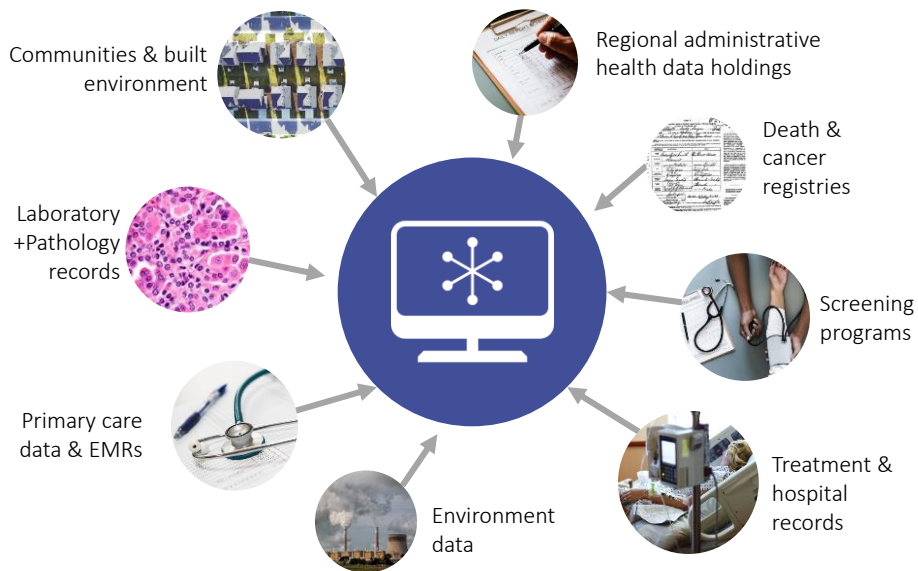 Communities & built
environment
Regional administrative
health data holdings
Death &
cancer
registries
Laboratory
+Pathology
records
Screening
programs
Primary care
data & EMRs
Environment
data
Treatment &
hospital
records